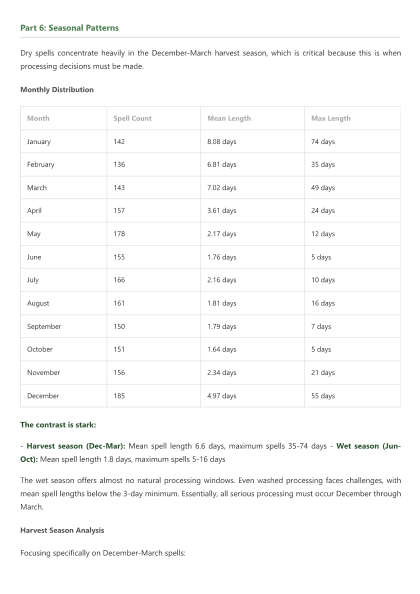 Part 6: Seasonal Patterns
Dry spells concentrate heavily in the December-March harvest season, which is critical because this is when
processing decisions must be made.
Monthly Distribution
Month Spell Count Mean Length Max Length
January 142 8.08 days 74 days
February 136 6.81 days 35 days
March 143 7.02 days 49 days
April 157 3.61 days 24 days
May 178 2.17 days 12 days
June 155 1.76 days 5 days
July 166 2.16 days 10 days
August 161 1.81 days 16 days
September 150 1.79 days 7 days
October 151 1.64 days 5 days
November 156 2.34 days 21 days
December 185 4.97 days 55 days
The contrast is stark:
- Harvest season (Dec-Mar): Mean spell length 6.6 days, maximum spells 35-74 days - Wet season (Jun-
Oct): Mean spell length 1.8 days, maximum spells 5-16 days
The wet season offers almost no natural processing windows. Even washed processing faces challenges, with
mean spell lengths below the 3-day minimum. Essentially, all serious processing must occur December through
March.
Harvest Season Analysis
Focusing specifically on December-March spells: